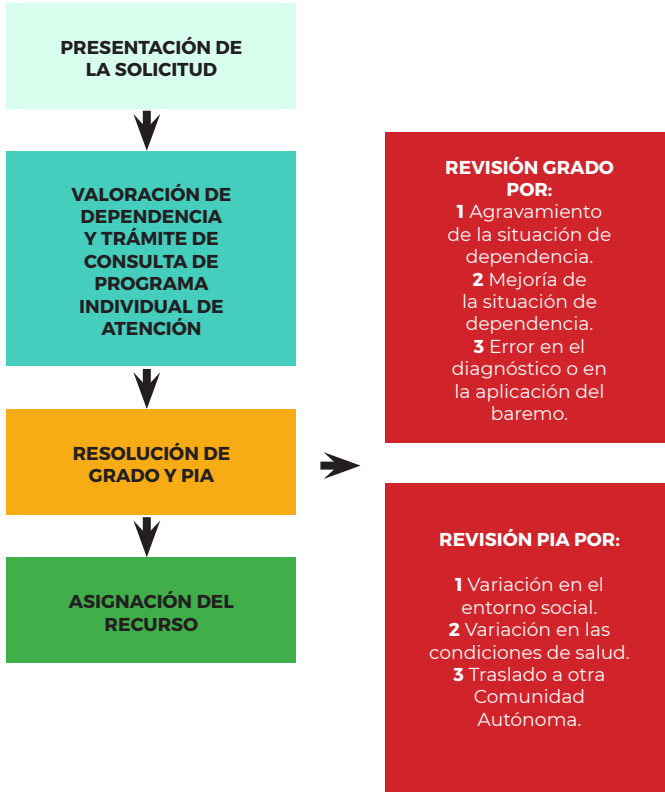 PRESENTACIÓN DE
LA SOLICITUD
VALORACIÓN DE
DEPENDENCIA
Y TRÁMITE DE
CONSULTA DE
PROGRAMA
INDIVIDUAL DE
ATENCIÓN
RESOLUCIÓN DE
GRADO Y PIA
ASIGNACIÓN DEL
RECURSO
REVISIÓN GRADO
POR:
1 Agravamiento
de la situación de
dependencia.
2 Mejoría de
la situación de
dependencia.
3 Error en el
diagnóstico o en
la aplicación del
baremo.
REVISIÓN PIA POR:
1 Variación en el
entorno social.
2 Variación en las
condiciones de salud.
3 Traslado a otra
Comunidad
Autónoma.